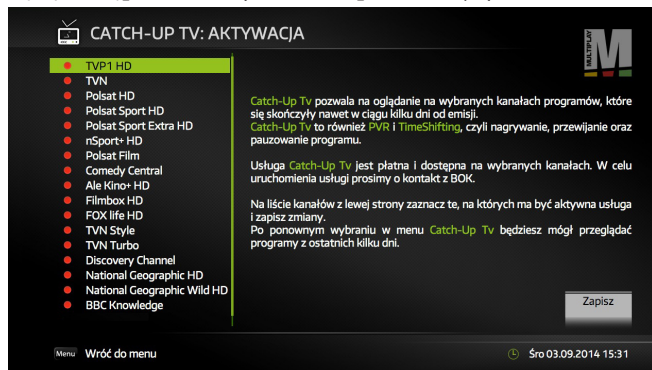 CATCH-UP TV: AKTYWACJA
MULTIPLAY
TVP1 HD
TVN
Polsat HD
Polsat Sport HD
Polsat Sport Extra HD
nSport+ HD
Polsat Film
Comedy Central
Ale Kino+ HD
Filmbox HD
FOX life HD
TVN Style
TVN Turbo
Discovery Channel
National Geographic HD
National Geographic Wild HD
BBC Knowledge
Catch-Up Tv pozwala na oglądanie na wybranych kanałach programów, które
się skończyły nawet w ciągu kilku dni od emisji.
Catch-Up Tv to również PVR i TimeShifting, czyli nagrywanie, przewijanie oraz
pauzowanie programu.
Usługa Catch-Up Tv jest płatna i dostępna na wybranych kanałach. W celu
uruchomienia usługi prosimy o kontakt z BOK.
Na liście kanałów z lewej strony zaznacz te, na których ma być aktywna usługa
i zapisz zmiany.
Po ponownym wybraniu w menu Catch-Up Tv będziesz mógł przeglądać
programy z ostatnich kilku dni.
Zapisz
Menu Wróć do menu
Śro 03.09.2014 15:31